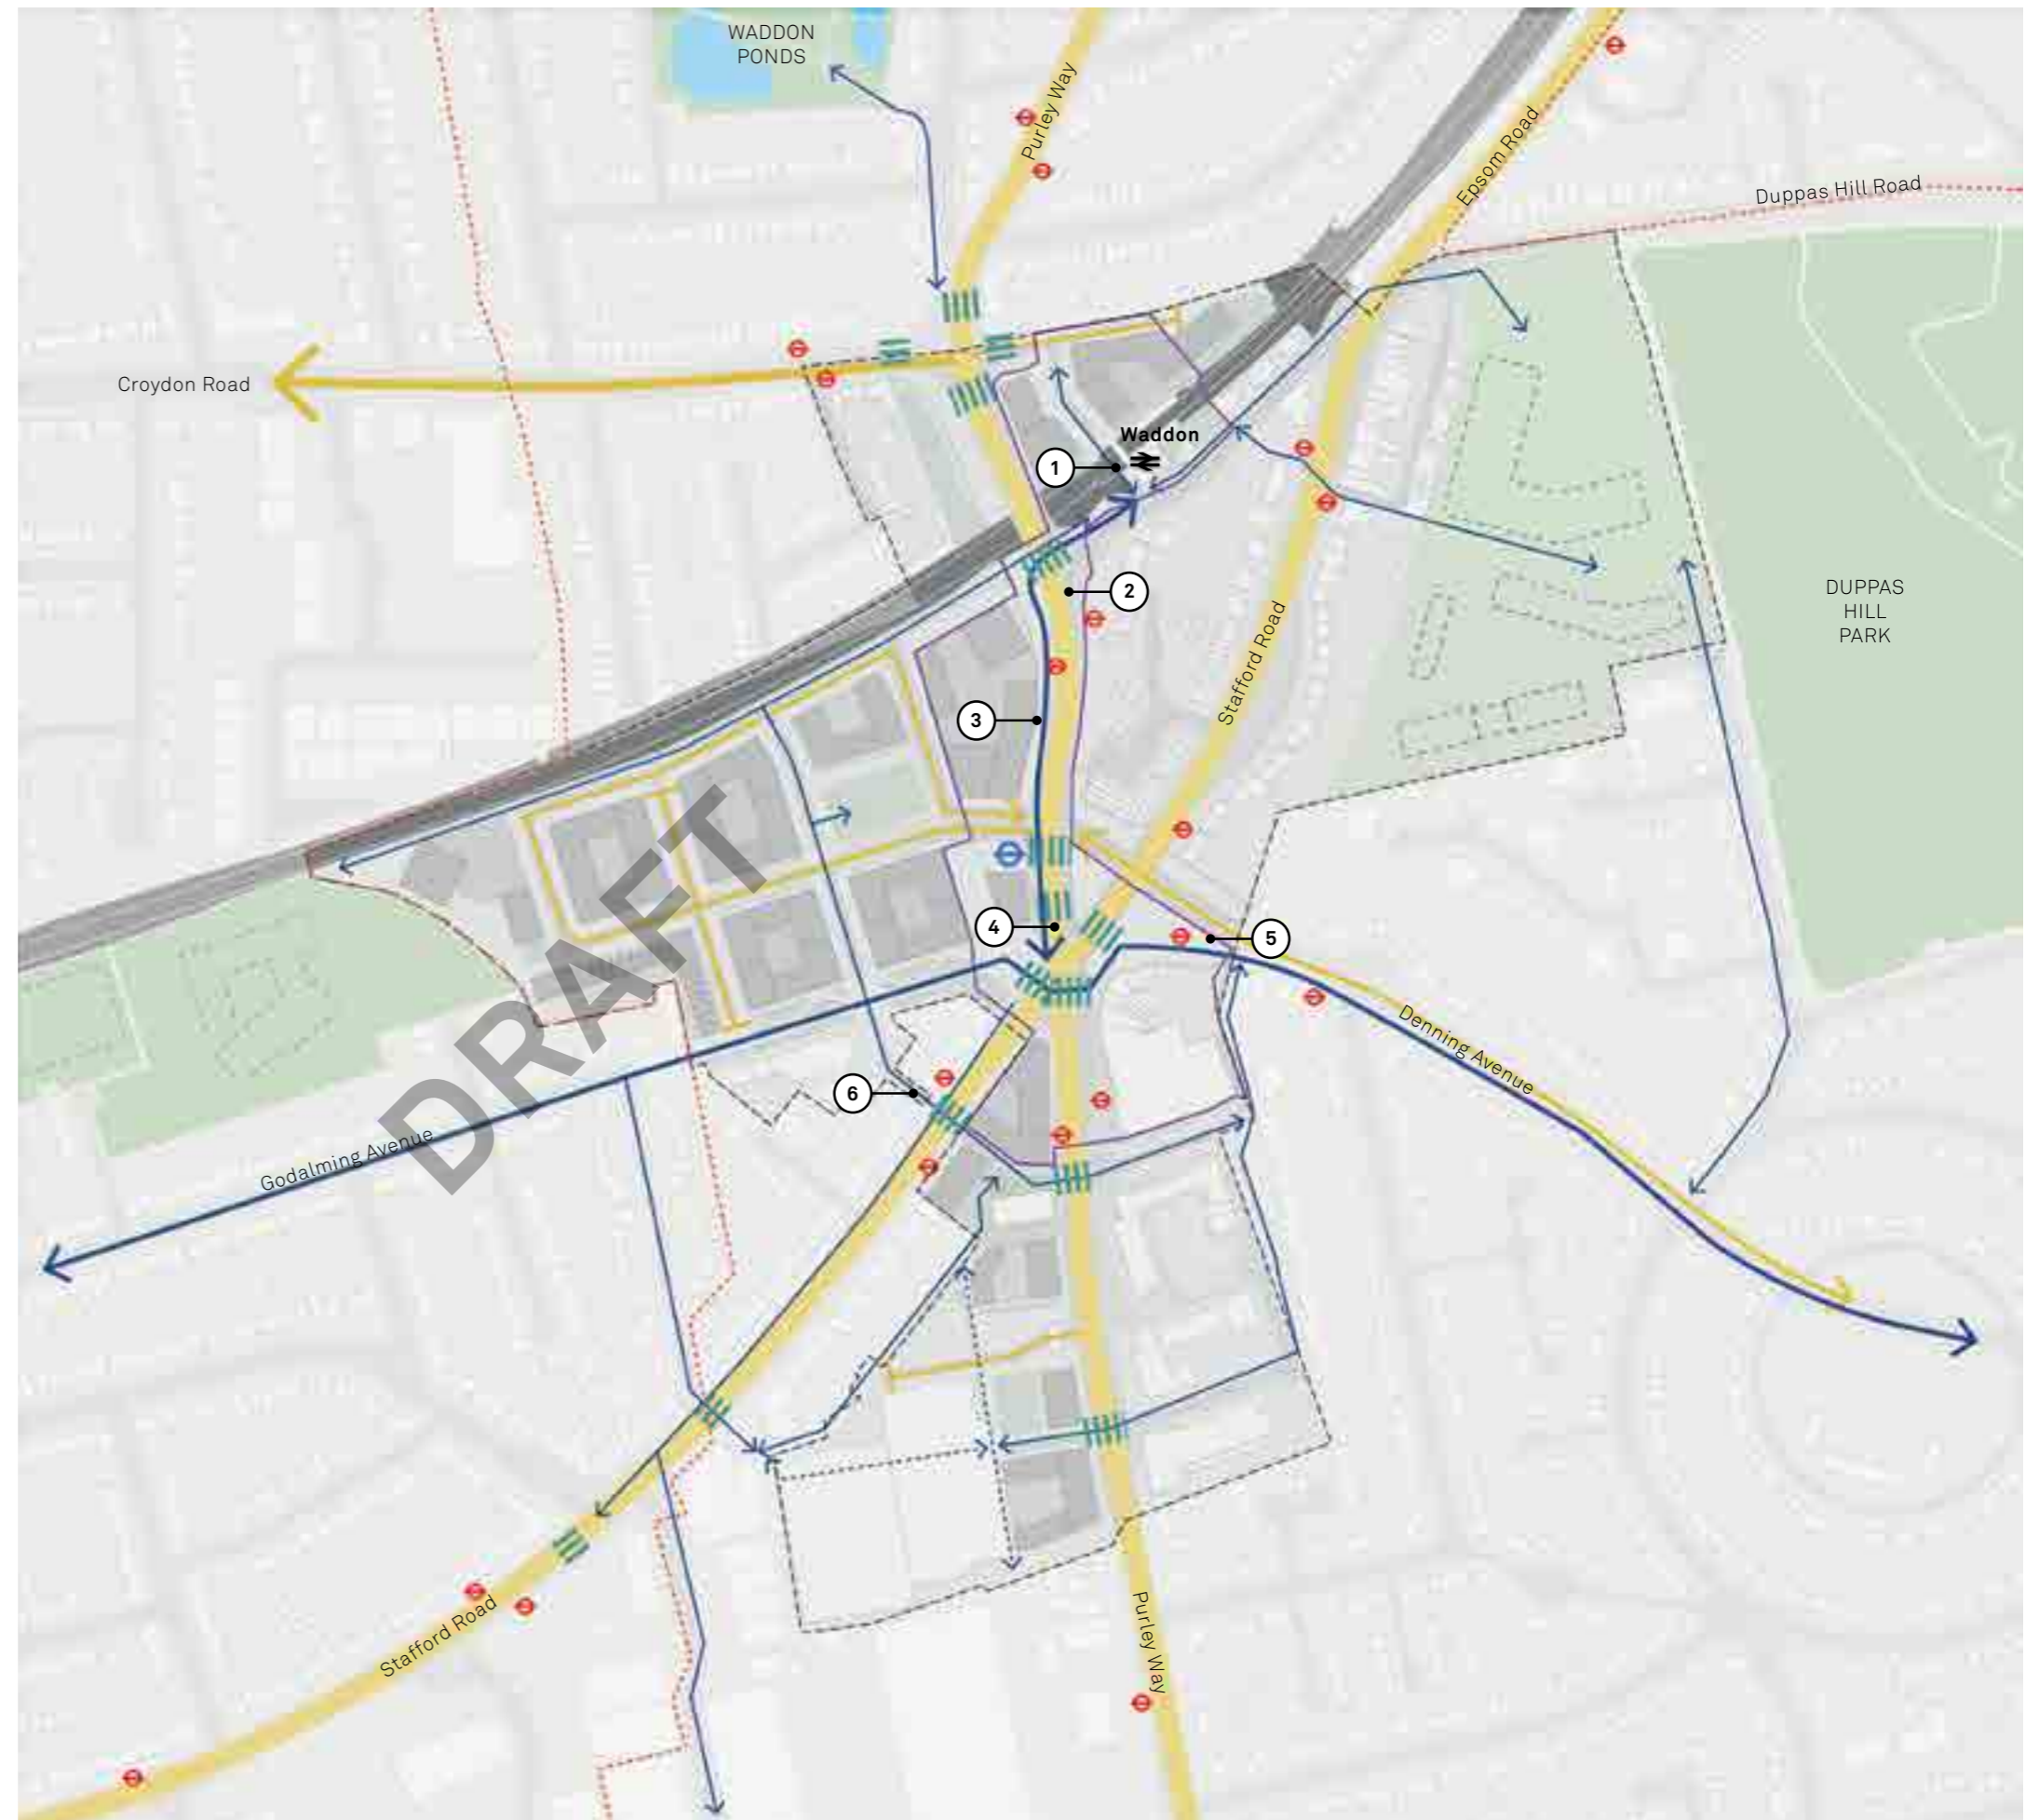 WADDON
PONDS
Purley Way
Epsom Road
Duppas Hill Road
Croydon Road
Waddon
1
2
DUPPAS
HILL
PARK
Stafford Road
3
4
5
DRAFT
Denning Avenue
6
Godalming Avenue
Stafford Road
Purley Way